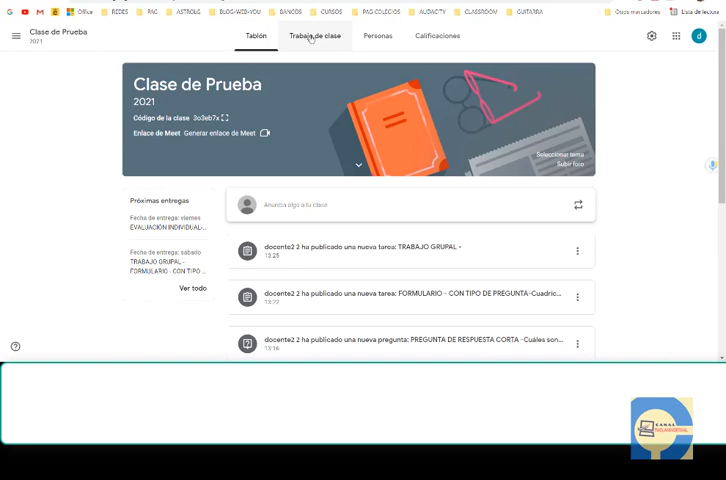 Office
REDES
PAG
ASTROLG
BLOG-WEB-YOU
BANCOS
CURSOS
PAG COLEGIOS
AUDACITY
CLASSROOM
GUITARRA
Otros marcadores
Lista de lectura
Clase de Prueba
2021
Tablón
Trabajo de clase
Personas
Calificaciones
d
Clase de Prueba
2021
Código de la clase 3o3eb7x
Enlace de Meet Generar enlace de Meet
Seleccionar tema
Subir foto
Próximas entregas
Fecha de entrega: viernes
EVALUACIÓN INDIVIDUAL-...
Fecha de entrega: sábado
TRABAJO GRUPAL -
FORMULARIO - CON TIPO ...
Ver todo
Anuncia algo a tu clase
docente2 2 ha publicado una nueva tarea: TRABAJO GRUPAL -
13:25
docente2 2 ha publicado una nueva tarea: FORMULARIO - CON TIPO DE PREGUNTA-Cuadríc...
13:22
docente2 2 ha publicado una nueva pregunta: PREGUNTA DE RESPUESTA CORTA -Cuáles son...
13:16
CANAL
TUCLASEVIRTUAL